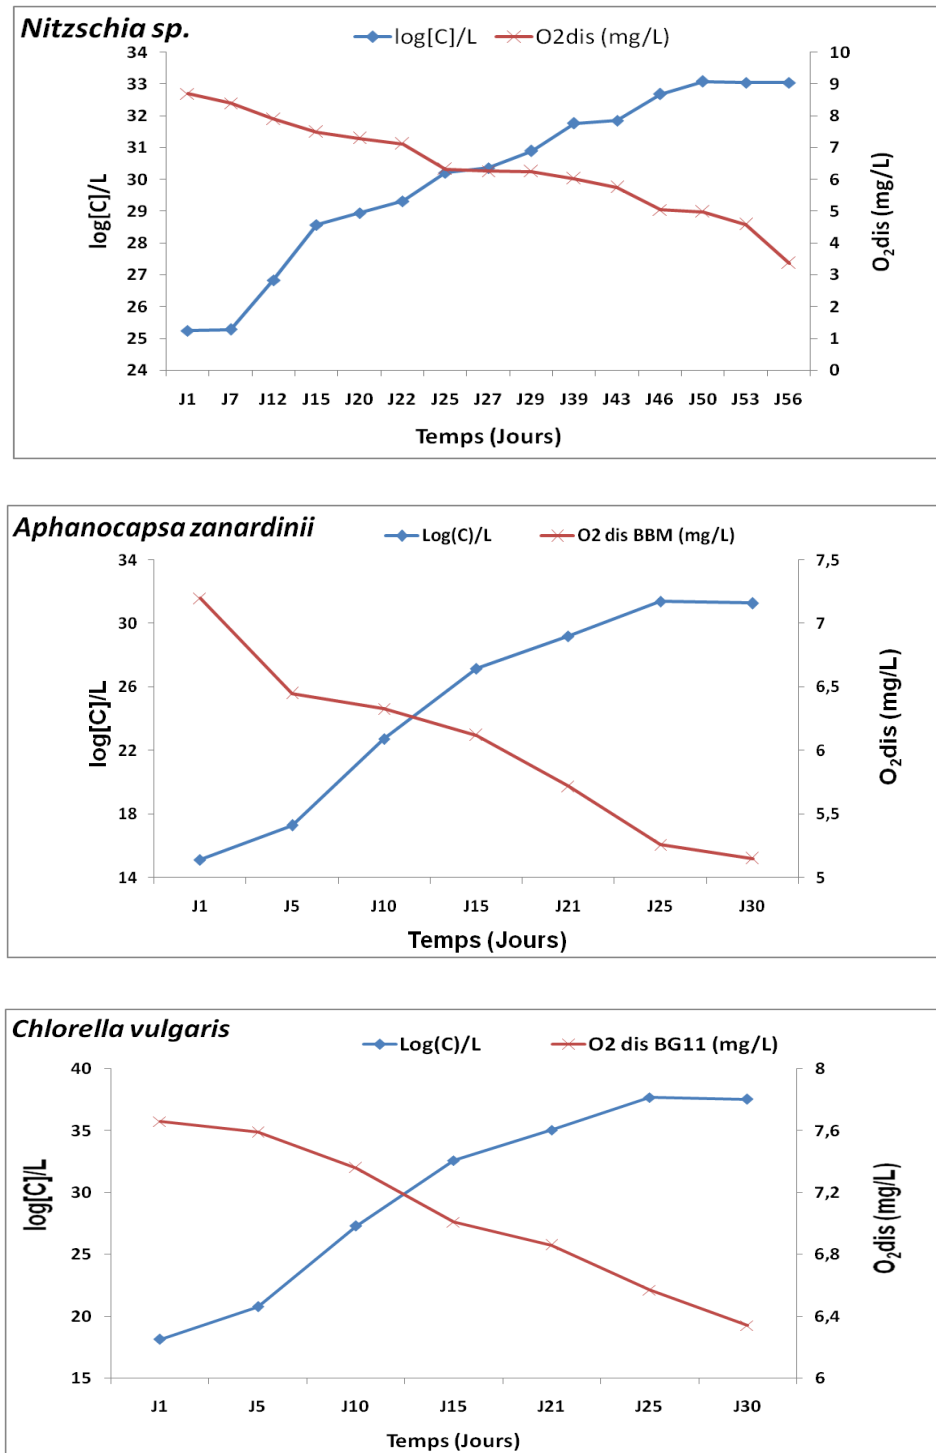 Nitzschia sp.
log[C]/L O2dis (mg/L)
34 10
33 9
32 8
31 7
30 6
29 5
28 4
27 3
26 2
25 1
24 0
log[C]/L
O2dis (mg/L)
J1 J7 J12 J15 J20 J22 J25 J27 J29 J39 J43 J46 J50 J53 J56
Temps (Jours)
Aphanocapsa zanardinii
Log(C)/L O2 dis BBM (mg/L)
34 7,5
30 7
26 6,5
22 6
18 5,5
14 5
log[C]/L
O2dis (mg/L)
J1 J5 J10 J15 J21 J25 J30
Temps (Jours)
Chlorella vulgaris
Log(C)/L O2 dis BG11 (mg/L)
40 8
35 7,6
30 7,2
25 6,8
20 6,4
15 6
log[C]/L
O2dis (mg/L)
J1 J5 J10 J15 J21 J25 J30
Temps (Jours)